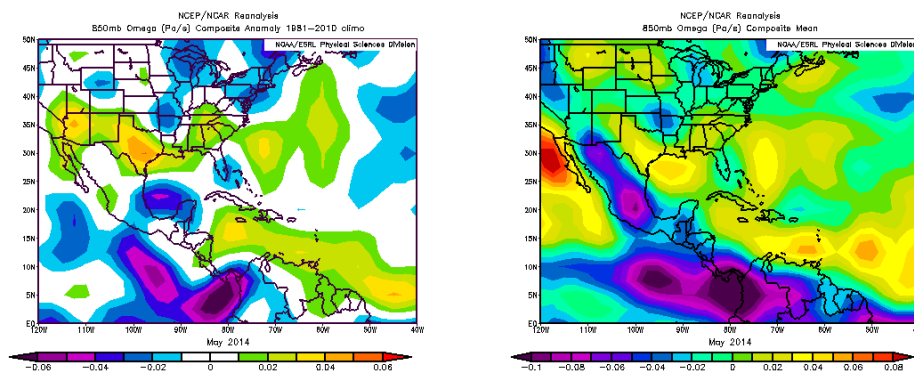 NCEP/NCAR Reanalysis
850mb Omega (Pa/s) Composite Anomaly 1981-2010 climo
NOAA/ESRL Physical Sciences Division
50N
45N
40N
35N
30N
25N
20N
15N
10N
5N
EQ
120W 110W 100W 90W 80W 70W 60W 50W 40W
May 2014
-0.06 -0.04 -0.02 0 0.02 0.04 0.06
NCEP/NCAR Reanalysis
850mb Omega (Pa/s) Composite Mean
NOAA/ESRL Physical Sciences Division
50N
45N
40N
35N
30N
25N
20N
15N
10N
5N
EQ
120W 110W 100W 90W 80W 70W 60W 50W 40W
May 2014
-0.1 -0.08 -0.06 -0.04 -0.02 0 0.02 0.04 0.06 0.08